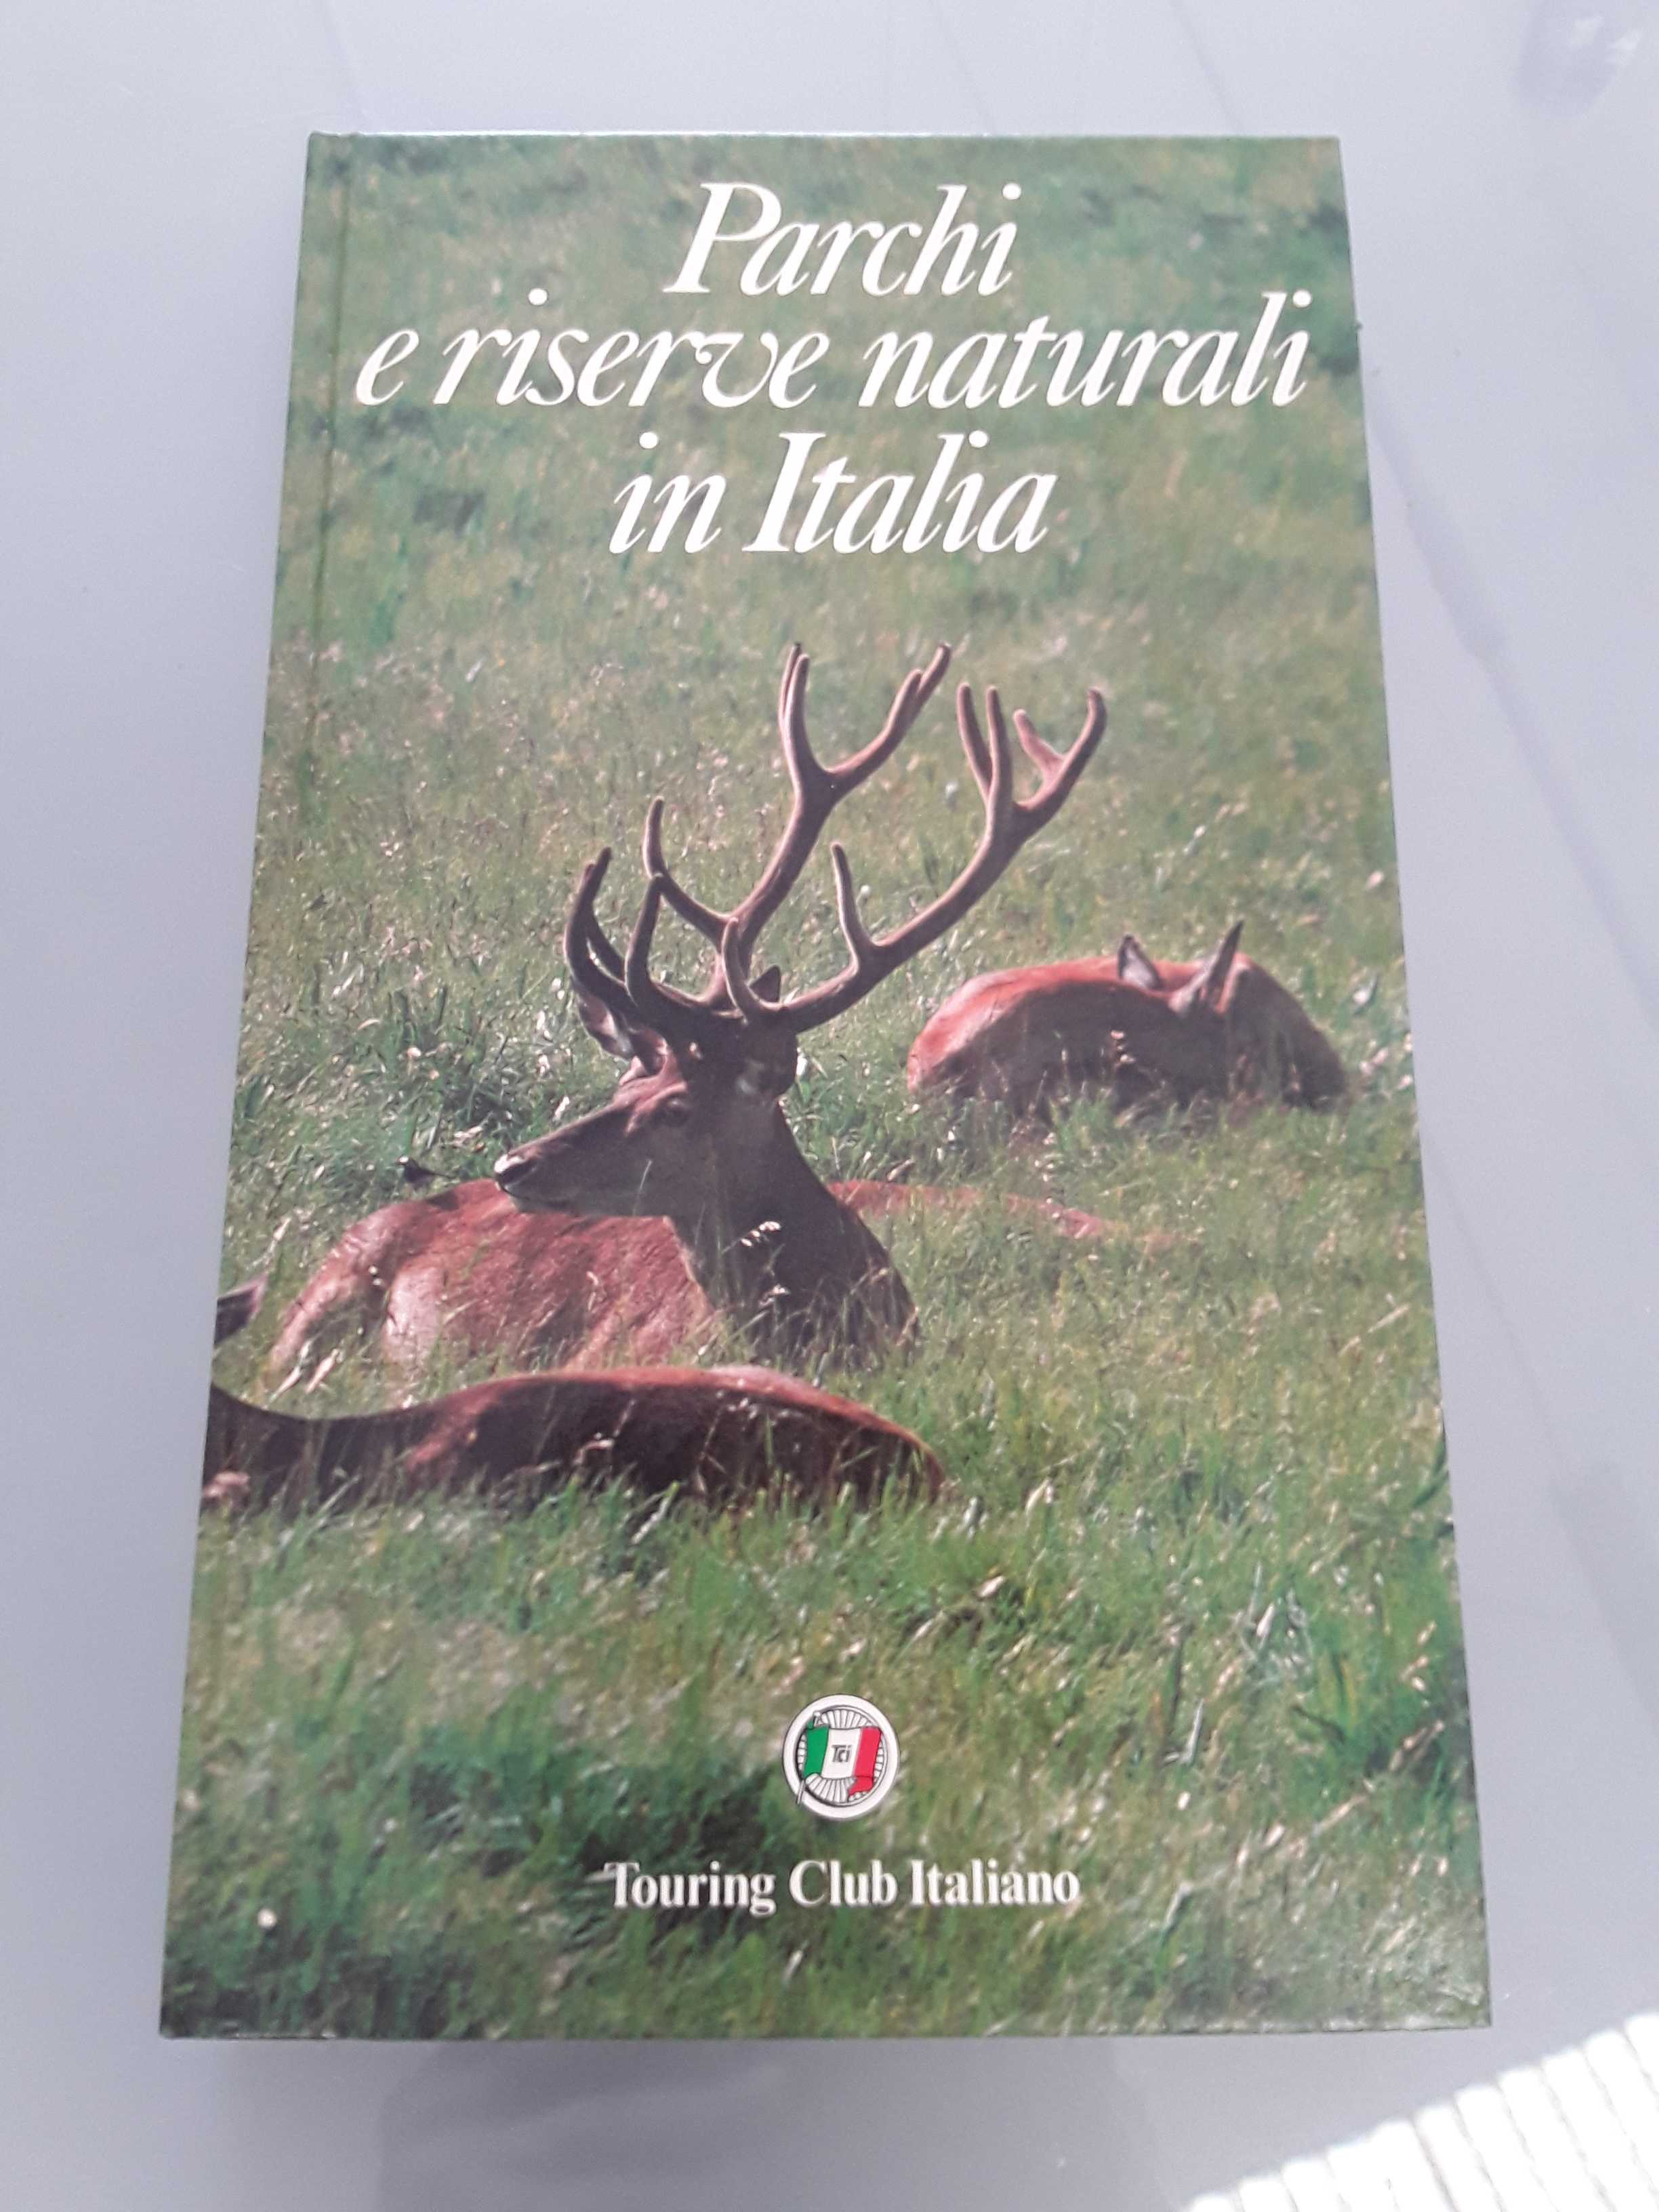 Parchi
e riserve naturali
in Italia
Tci
Touring Club Italiano